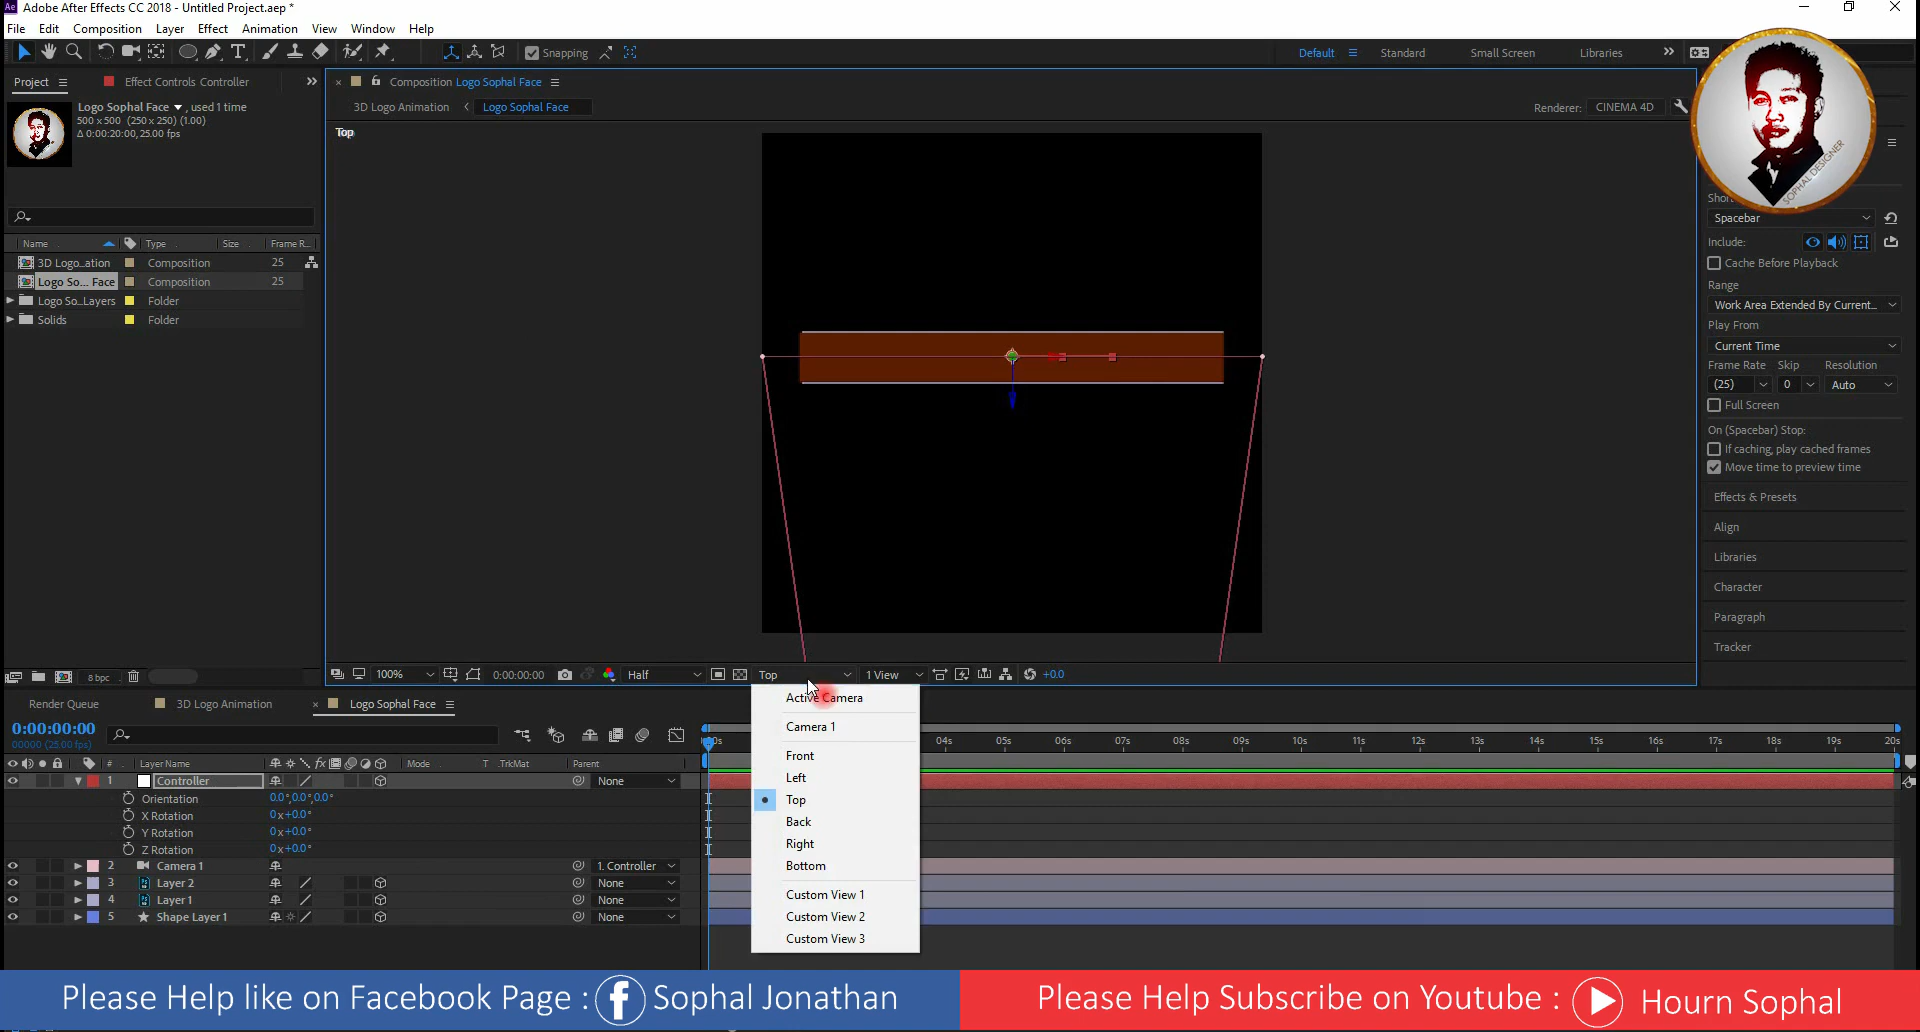 Adobe After Effects CC 2018 - Untitled Project.aep *
File Edit Composition Layer Effect Animation View Window Help
Snapping
Default Standard Small Screen Libraries
Project Effect Controls Controller
Composition Logo Sophal Face
Logo Sophal Face , used 1 time
500 x 500 (250 x 250) (1.00)
Δ 0:00:20:00, 25.00 fps
3D Logo Animation Logo Sophal Face
Renderer: CINEMA 4D
Top
SOPHAL DESIGNER
Spacebar
Include:
Cache Before Playback
Range
Work Area Extended By Current...
Play From
Current Time
Frame Rate Skip Resolution
(25) 0 Auto
Full Screen
On (Spacebar) Stop:
If caching, play cached frames
Move time to preview time
Effects & Presets
Align
Libraries
Character
Paragraph
Tracker
Name Type Size Frame R...
3D Logo...ation Composition 25
Logo So... Face Composition 25
Logo So...Layers Folder
Solids Folder
8 bpc
100% 0:00:00:00 Half Top 1 View +0.0
Active Camera
Camera 1
Front
Left
Top
Back
Right
Bottom
Custom View 1
Custom View 2
Custom View 3
Render Queue 3D Logo Animation Logo Sophal Face
0:00:00:00
00000 (25.00 fps)
04s 05s 06s 07s 08s 09s 10s 11s 12s 13s 14s 15s 16s 17s 18s 19s 20s
# Layer Name Mode T .TrkMat Parent
1 Controller None
Orientation 0.0°,0.0°,0.0°
X Rotation 0x+0.0°
Y Rotation 0x+0.0°
Z Rotation 0x+0.0°
2 Camera 1 1. Controller
3 Layer 2 None
4 Layer 1 None
5 Shape Layer 1 None
Please Help like on Facebook Page : Sophal Jonathan
Please Help Subscribe on Youtube : Hourn Sophal